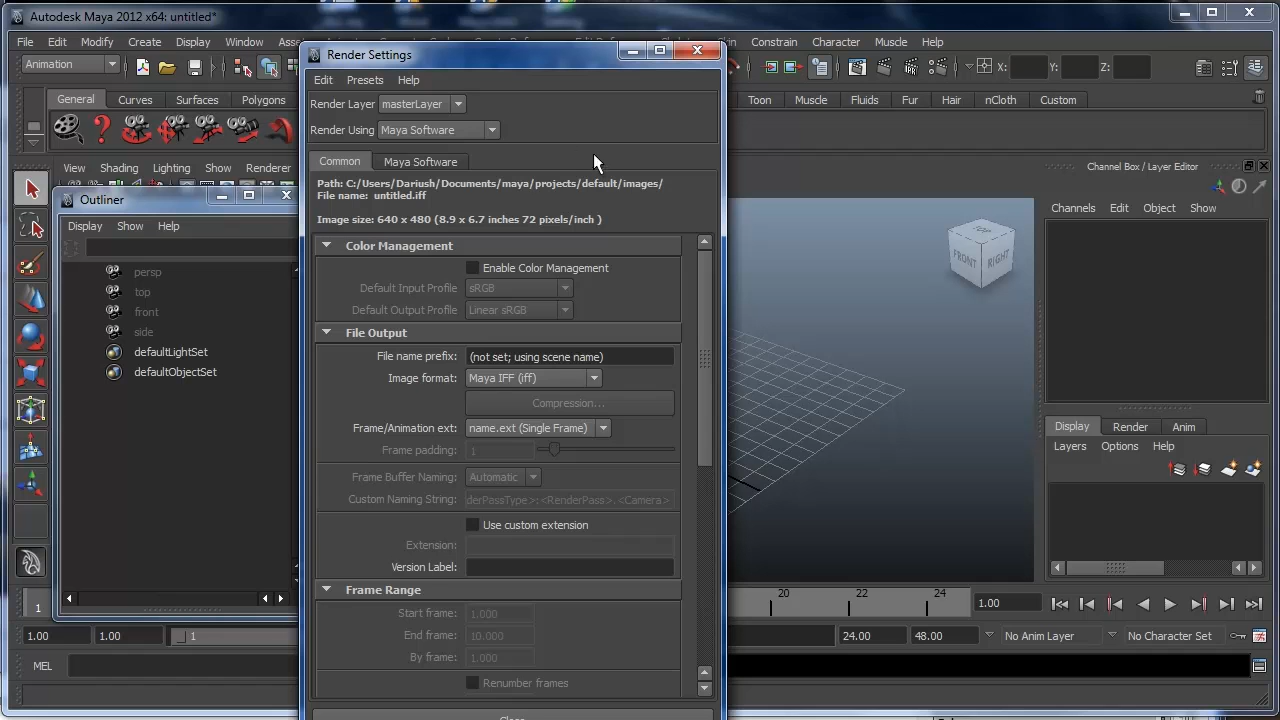 Autodesk Maya 2012 x64: untitled*
File Edit Modify Create Display Window
Constrain Character Muscle Help
Animation
X: Y: Z:
General Curves Surfaces Polygons
Toon Muscle Fluids Fur Hair nCloth Custom
View Shading Lighting Show Renderer
Outliner
Display Show Help
persp
top
front
side
defaultLightSet
defaultObjectSet
Render Settings
Edit Presets Help
Render Layer masterLayer
Render Using Maya Software
Common Maya Software
Path: C:/Users/Dariush/Documents/maya/projects/default/images/
File name: untitled.iff
Image size: 640 x 480 (8.9 x 6.7 inches 72 pixels/inch )
Color Management
Enable Color Management
Default Input Profile sRGB
Default Output Profile Linear sRGB
File Output
File name prefix: (not set; using scene name)
Image format: Maya IFF (iff)
Compression...
Frame/Animation ext: name.ext (Single Frame)
Frame padding: 1
Frame Buffer Naming: Automatic
Custom Naming String: derPassType>:<RenderPass>.<Camera>
Use custom extension
Extension:
Version Label:
Frame Range
Start frame: 1.000
End frame: 10.000
By frame: 1.000
Renumber frames
TOP
FRONT RIGHT
Channel Box / Layer Editor
Channels Edit Object Show
Display Render Anim
Layers Options Help
1 20 22 24 1.00
1.00 1.00 1 24.00 48.00 No Anim Layer No Character Set
MEL